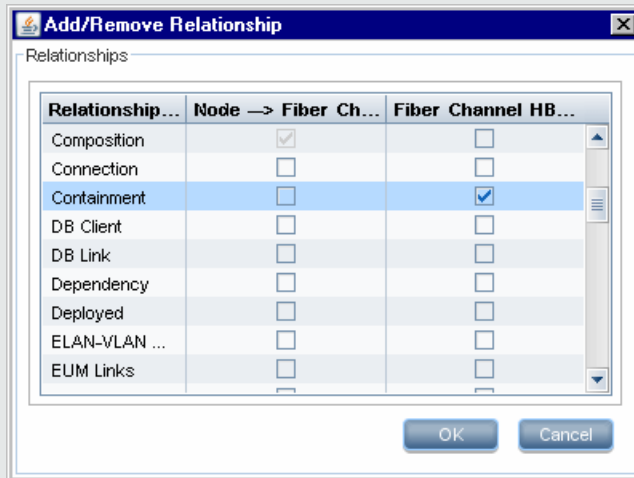 Add/Remove Relationship
Relationships
Relationship... Node —> Fiber Ch... Fiber Channel HB...
Composition
Connection
Containment
DB Client
DB Link
Dependency
Deployed
ELAN-VLAN ...
EUM Links
OK Cancel